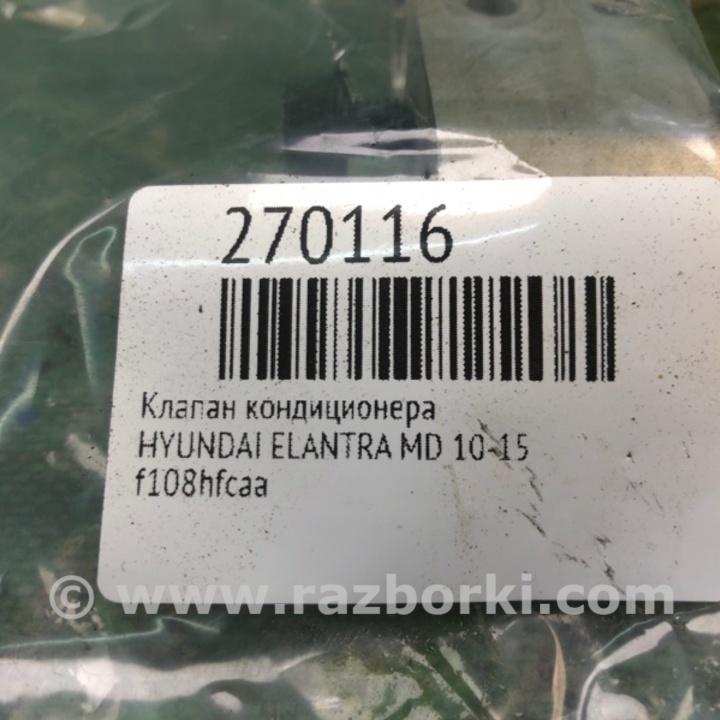 270116
Клапан кондиционера
HYUNDAI ELANTRA MD 10-15
f108hfcaa
© www.razborki.com